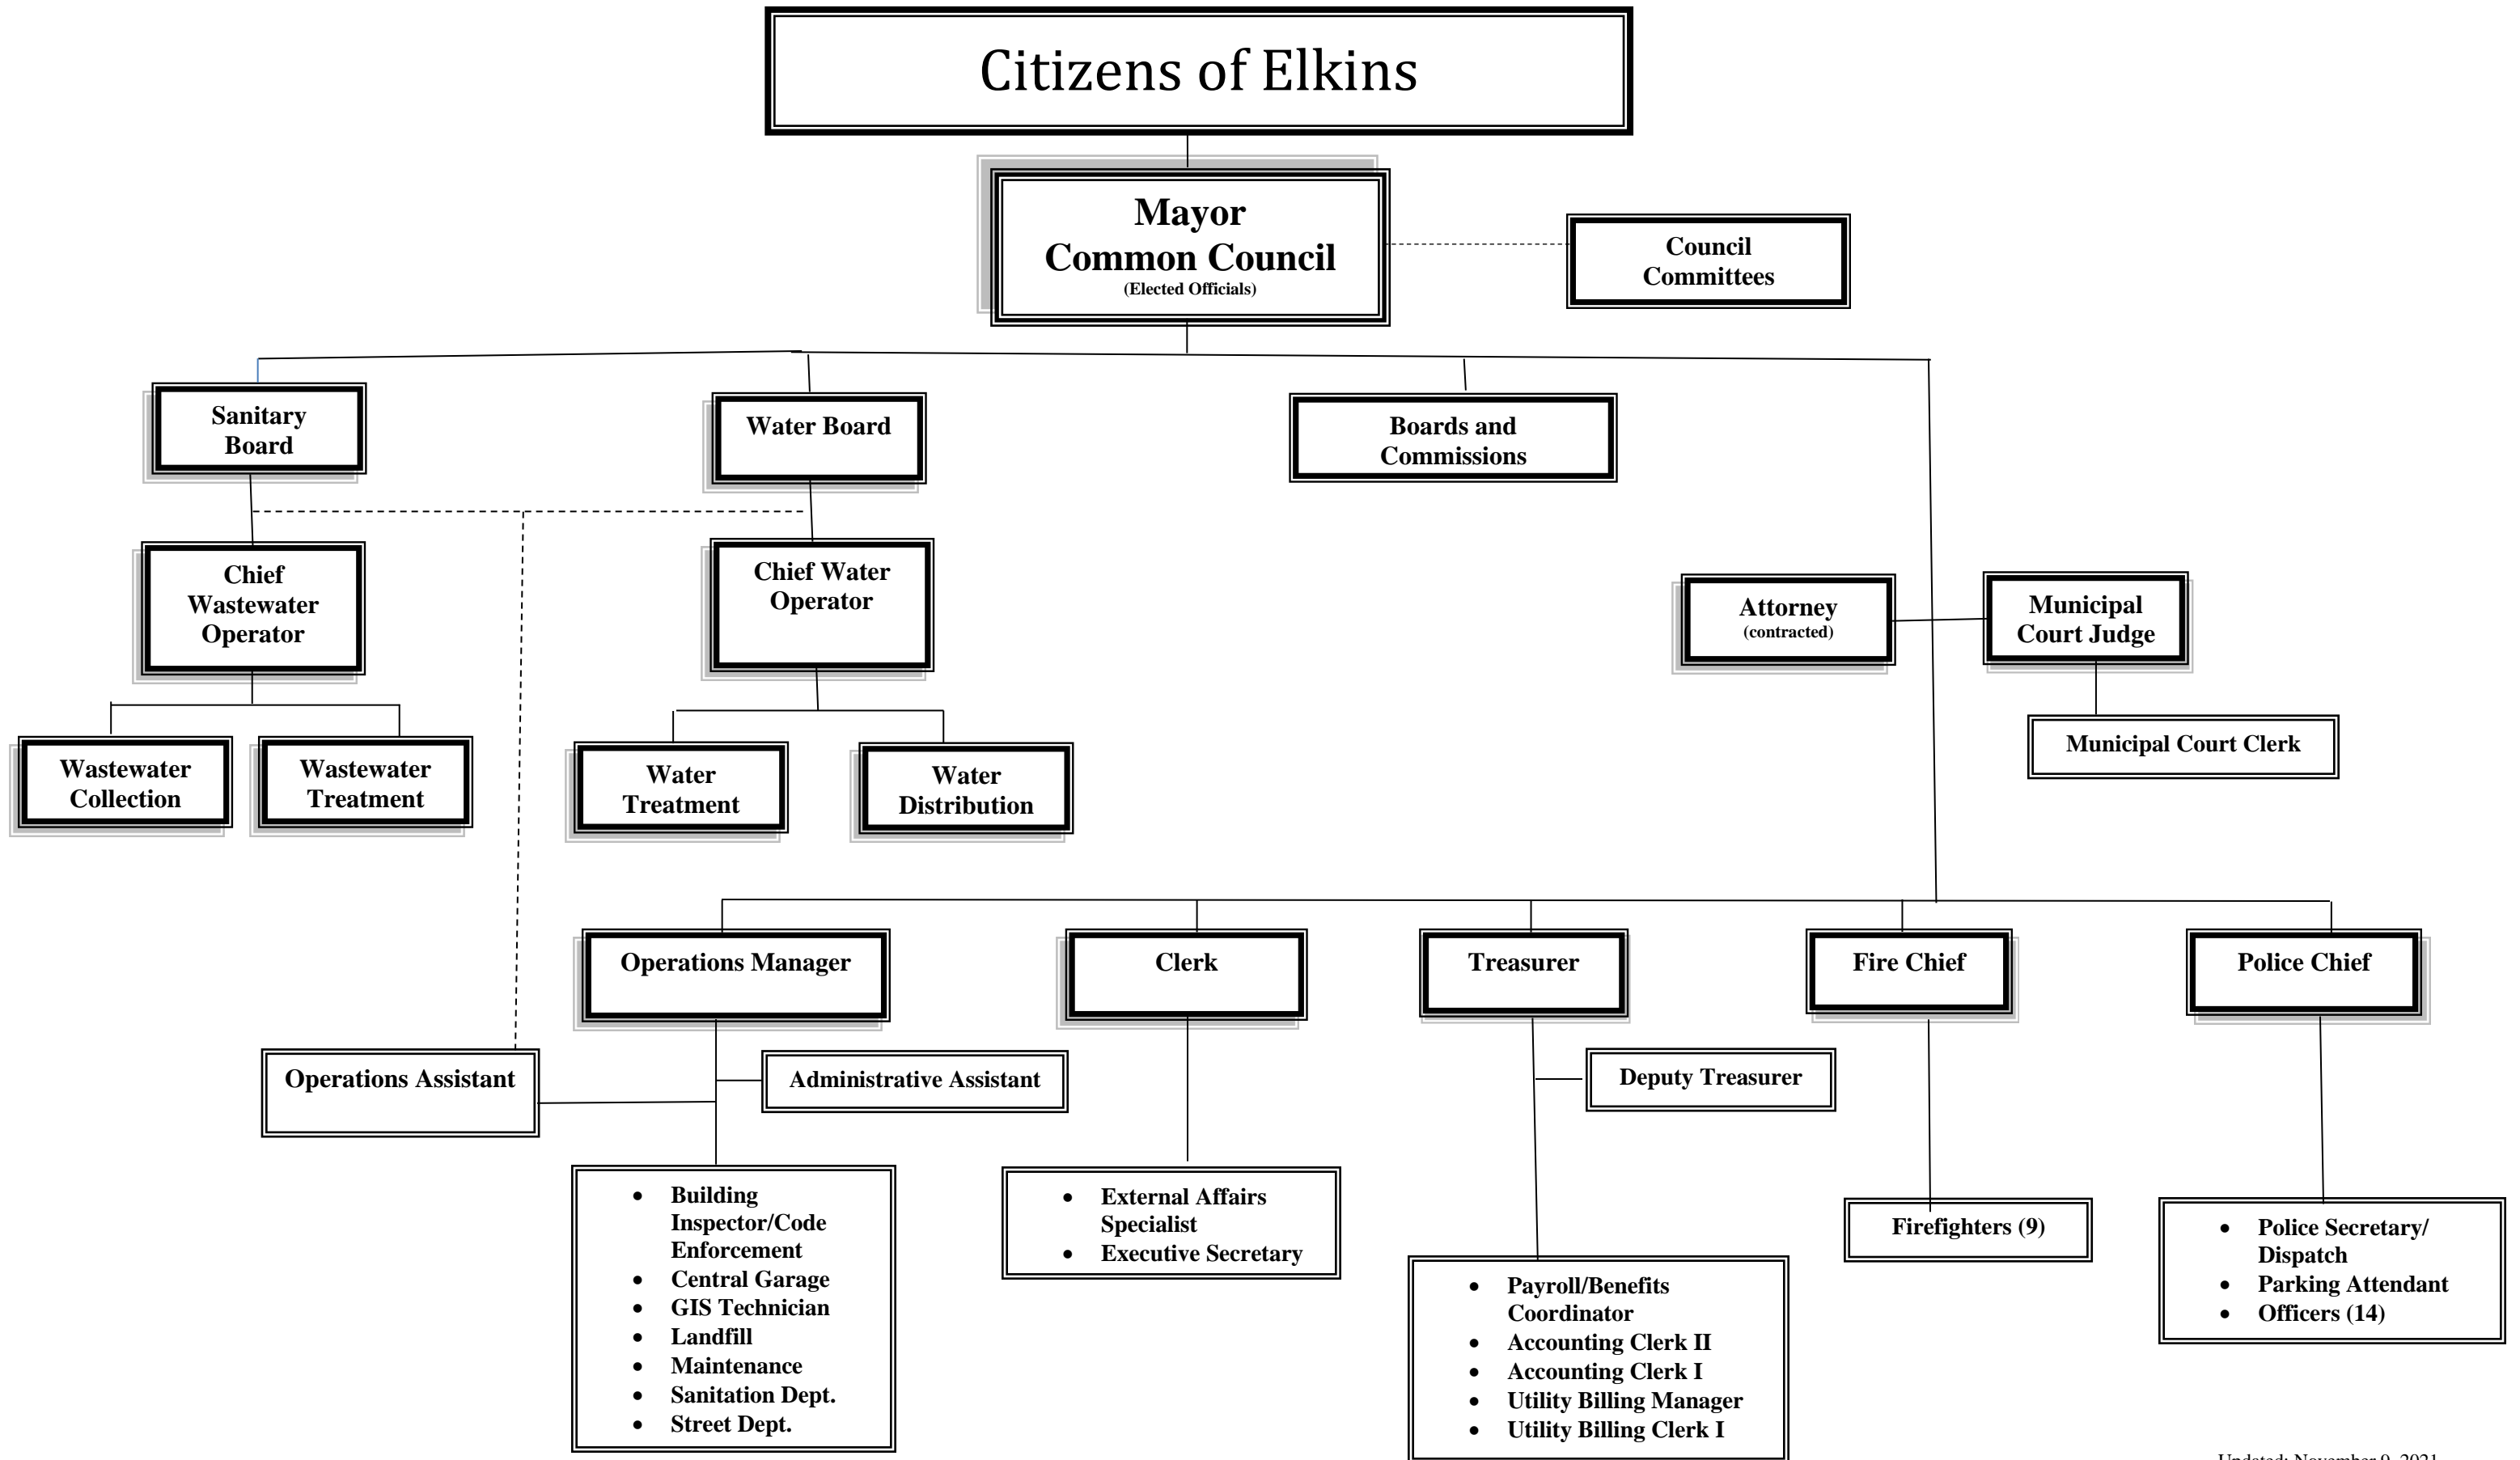 Citizens of Elkins
Mayor
Common Council
(Elected Officials)
Council
Committees
Sanitary
Board
Water Board
Boards and
Commissions
Chief
Wastewater
Operator
Chief Water
Operator
Attorney
(contracted)
Municipal
Court Judge
Municipal Court Clerk
Wastewater
Collection
Wastewater
Treatment
Water
Treatment
Water
Distribution
Operations Manager
Clerk
Treasurer
Fire Chief
Police Chief
Operations Assistant
Administrative Assistant
Deputy Treasurer
• Building
Inspector/Code
Enforcement
• Central Garage
• GIS Technician
• Landfill
• Maintenance
• Sanitation Dept.
• Street Dept.
• External Affairs
Specialist
• Executive Secretary
• Payroll/Benefits
Coordinator
• Accounting Clerk II
• Accounting Clerk I
• Utility Billing Manager
• Utility Billing Clerk I
Firefighters (9)
• Police Secretary/
Dispatch
• Parking Attendant
• Officers (14)
Updated: November 9, 2021